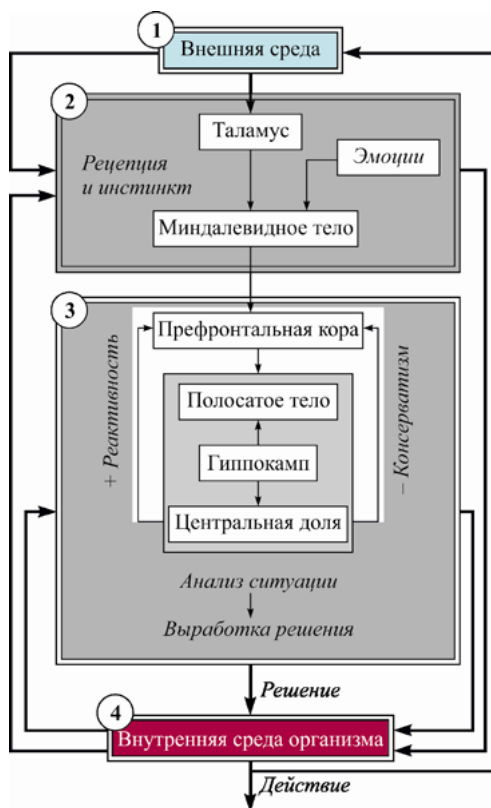 1
Внешняя среда
2
Таламус
Эмоции
Рецепция
и инстинкт
Миндалевидное тело
3
Префронтальная кора
+ Реактивность
– Консерватизм
Полосатое тело
Гиппокамп
Центральная доля
Анализ ситуации
Выработка решения
Решение
4
Внутренняя среда организма
Действие